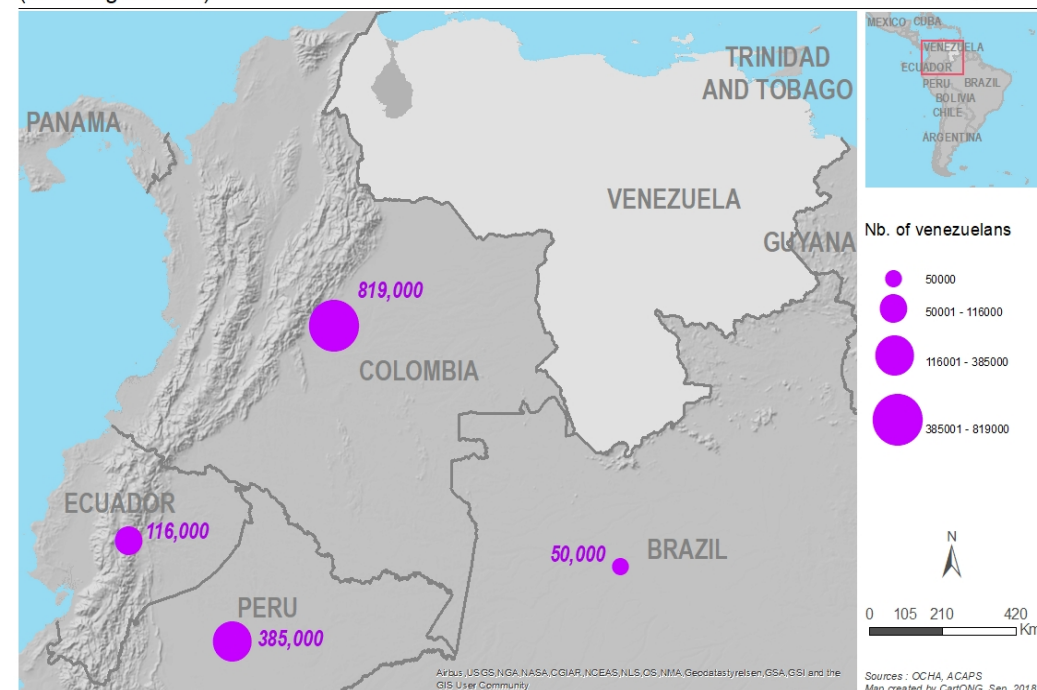 PANAMA
TRINIDAD
AND TOBAGO
VENEZUELA
GUYANA
819,000
COLOMBIA
ECUADOR
116,000
50,000
BRAZIL
PERU
385,000
Airbus,USGS,NGA,NASA,CGIAR,NCEAS,NLS,OS,NMA,Geodatastyrelsen,GSA,GSI and the
GIS User Community
MEXICO CUBA
VENEZUELA
ECUADOR
PERU BRAZIL
BOLIVIA
CHILE
ARGENTINA
Nb. of venezuelans
50000
50001 - 116000
116001 - 385000
385001 - 819000
N
0 105 210 420
Km
Sources : OCHA, ACAPS
Map created by CartONG, Sep. 2018